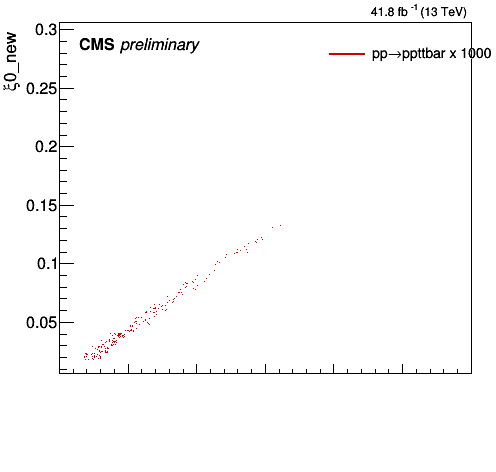 41.8 fb⁻¹ (13 TeV)
CMS preliminary
pp→ppttbar x 1000
ξ0_new
0.3
0.25
0.2
0.15
0.1
0.05